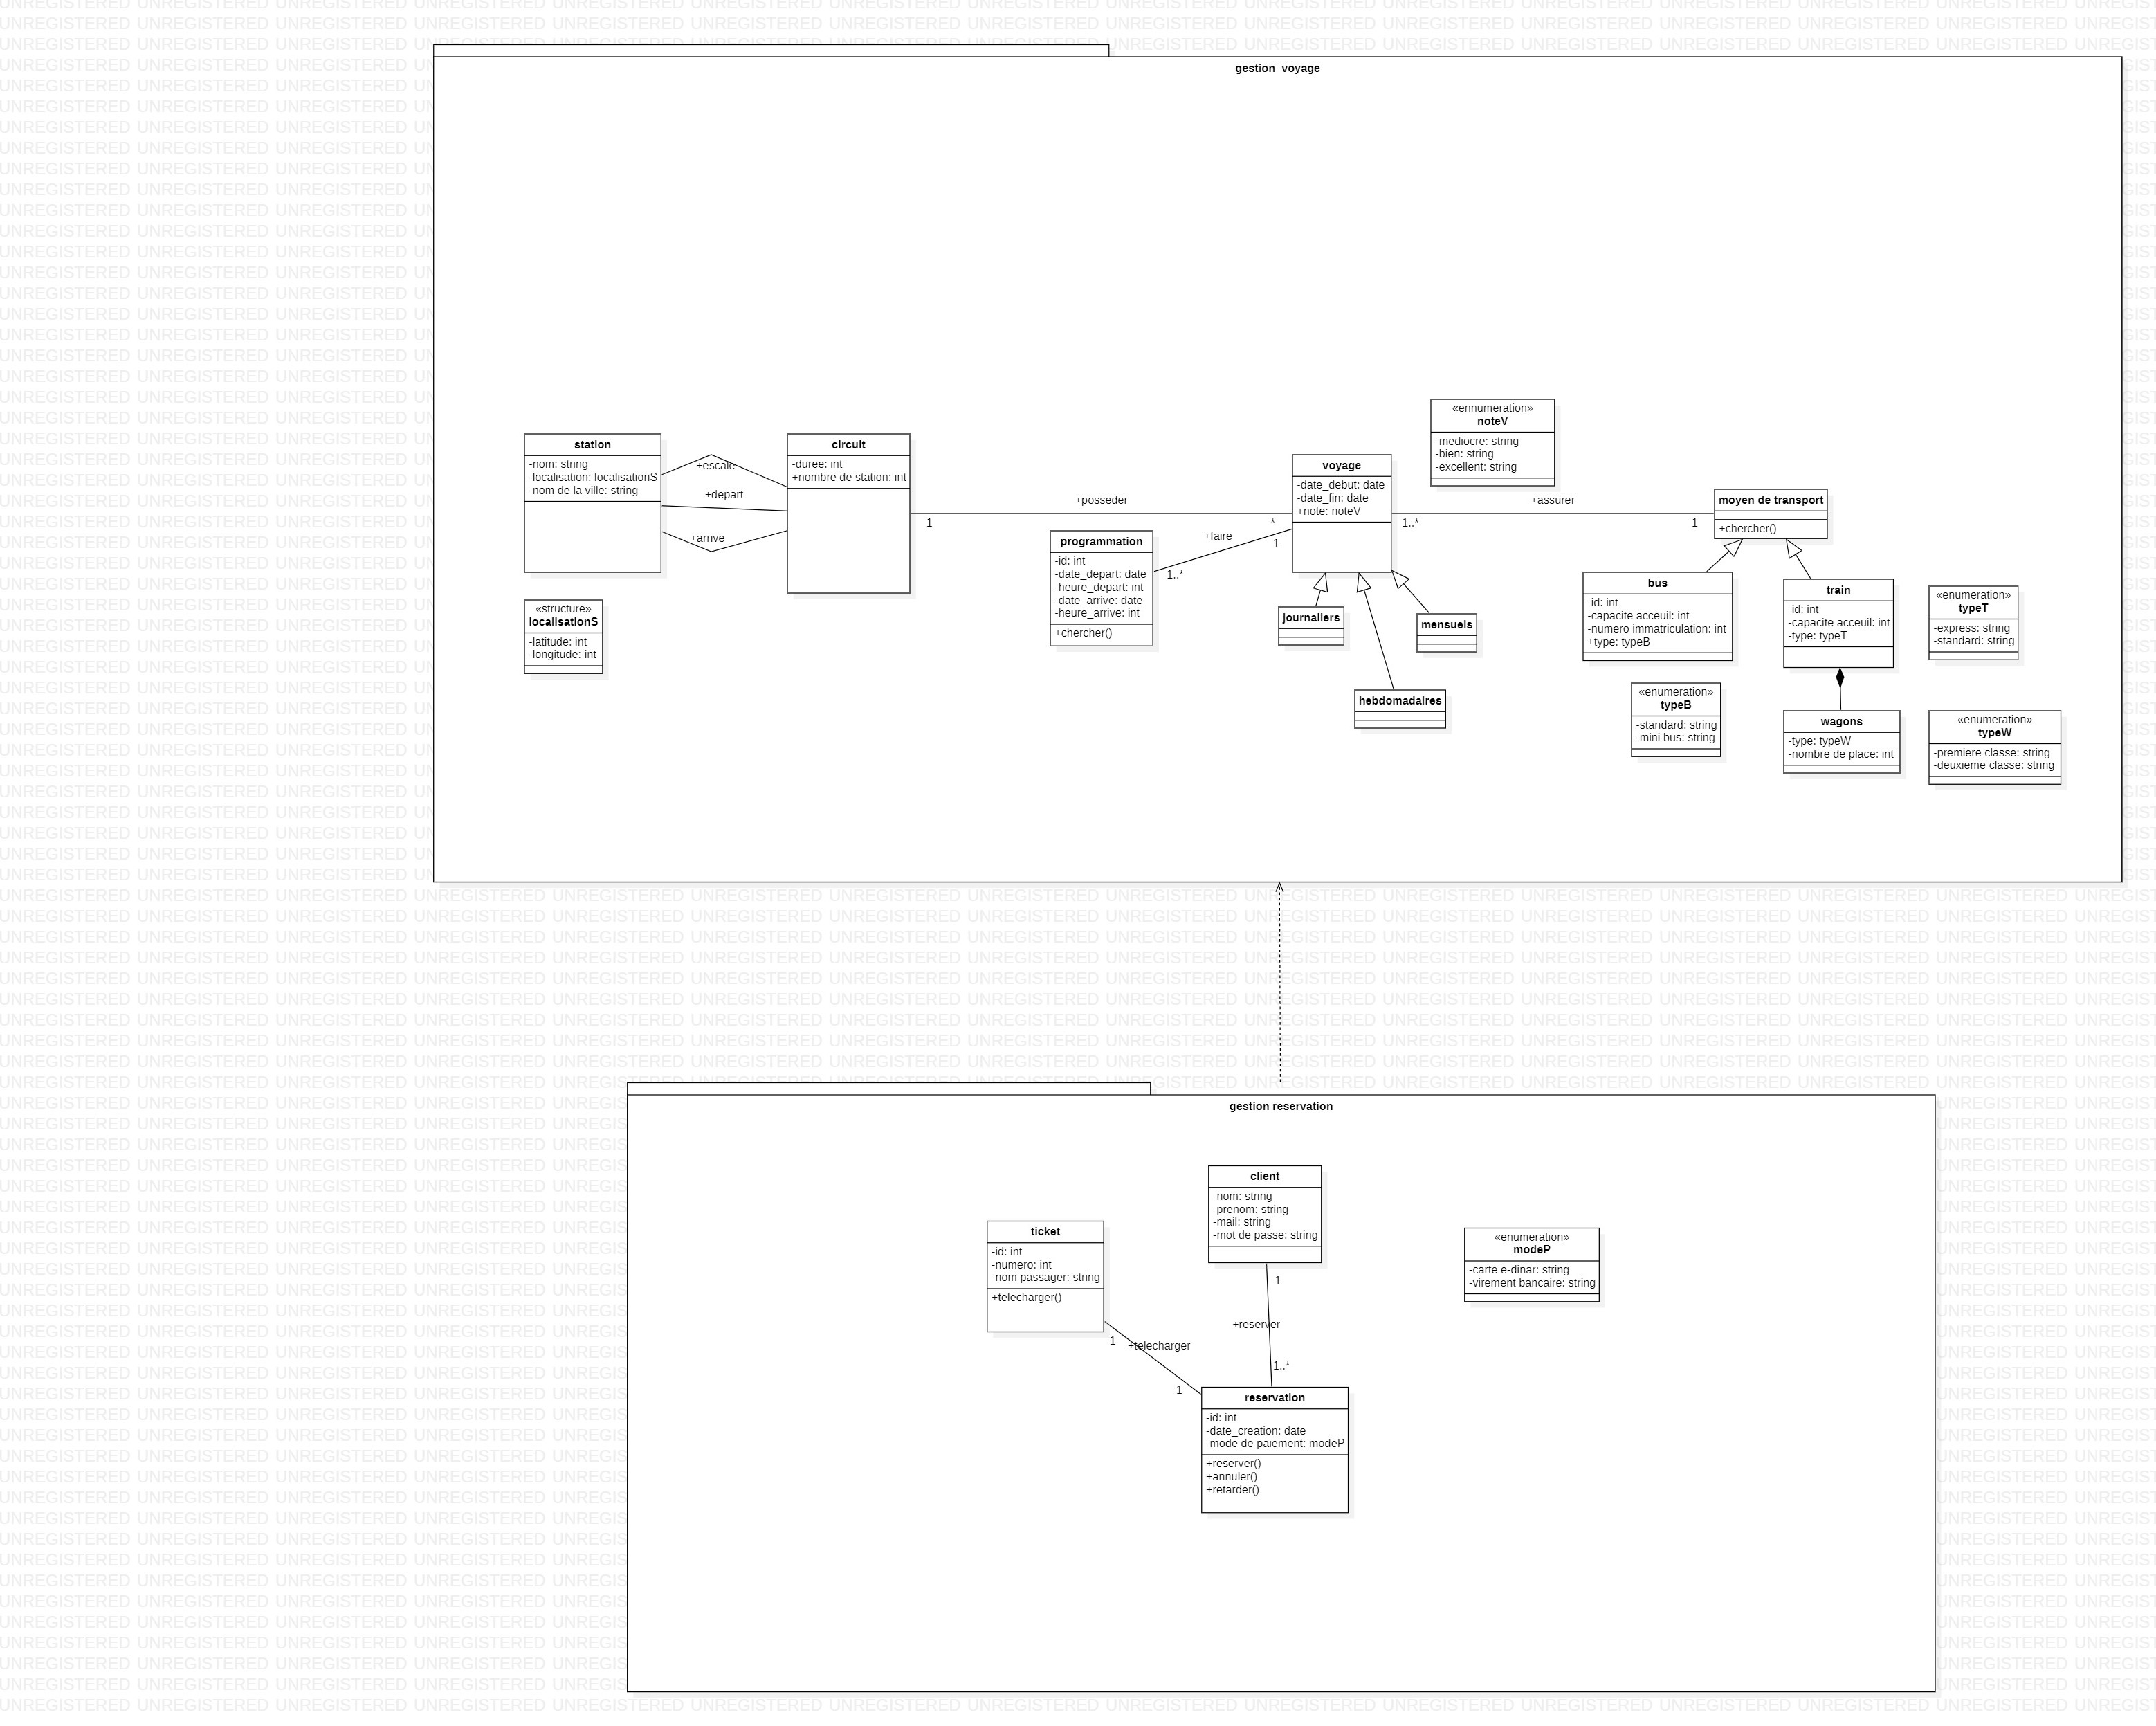 gestion  voyage
station
-nom: string
-localisation: localisationS
-nom de la ville: string
+escale
+depart
+arrive
circuit
-duree: int
+nombre de station: int
«structure»
localisationS
-latitude: int
-longitude: int
1
+posseder
*
programmation
-id: int
-date_depart: date
-heure_depart: int
-date_arrive: date
-heure_arrive: int
+chercher()
+faire
1
1..*
voyage
-date_debut: date
-date_fin: date
+note: noteV
«ennumeration»
noteV
-mediocre: string
-bien: string
-excellent: string
journaliers
hebdomadaires
mensuels
+assurer
1..*
1
moyen de transport
+chercher()
bus
-id: int
-capacite acceuil: int
-numero immatriculation: int
+type: typeB
train
-id: int
-capacite acceuil: int
-type: typeT
«enumeration»
typeT
-express: string
-standard: string
«enumeration»
typeB
-standard: string
-mini bus: string
wagons
-type: typeW
-nombre de place: int
«enumeration»
typeW
-premiere classe: string
-deuxieme classe: string
gestion reservation
client
-nom: string
-prenom: string
-mail: string
-mot de passe: string
ticket
-id: int
-numero: int
-nom passager: string
+telecharger()
«enumeration»
modeP
-carte e-dinar: string
-virement bancaire: string
1
+reserver
1..*
1
+telecharger
1
reservation
-id: int
-date_creation: date
-mode de paiement: modeP
+reserver()
+annuler()
+retarder()
UNREGISTERED